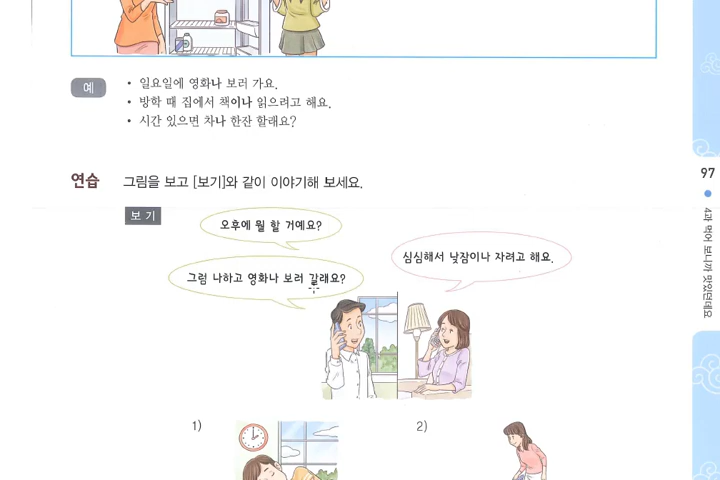 예
• 일요일에 영화나 보러 가요.
• 방학 때 집에서 책이나 읽으려고 해요.
• 시간 있으면 차나 한잔 할래요?
연습 그림을 보고 [보기]와 같이 이야기해 보세요.
보기
오후에 뭘 할 거예요?
심심해서 낮잠이나 자려고 해요.
그럼 나하고 영화나 보러 갈래요?
1)
2)
97
4과 먹어 보니까 맛있던데요